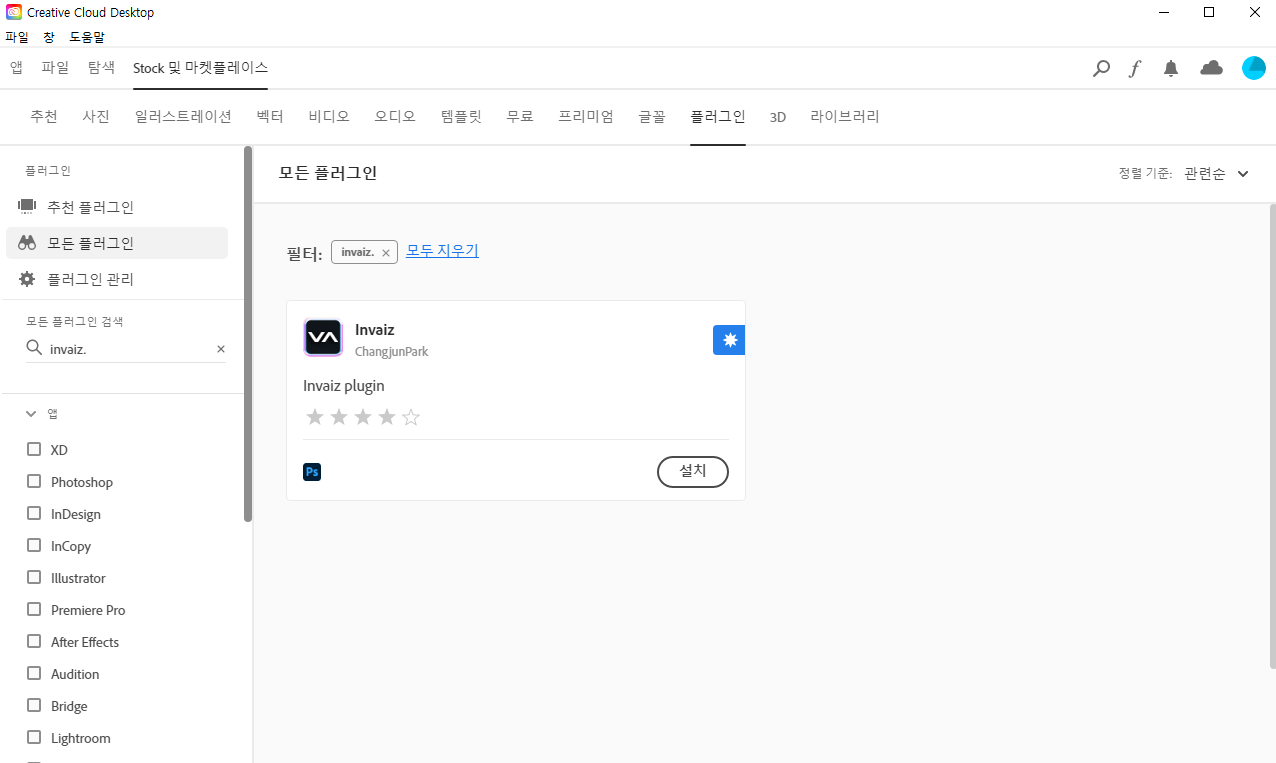 Creative Cloud Desktop
파일 창 도움말
앱 파일 탐색 Stock 및 마켓플레이스
추천 사진 일러스트레이션 벡터 비디오 오디오 템플릿 무료 프리미엄 글꼴 플러그인 3D 라이브러리
플러그인
추천 플러그인
모든 플러그인
플러그인 관리
모든 플러그인 검색
invaiz.
앱
XD
Photoshop
InDesign
InCopy
Illustrator
Premiere Pro
After Effects
Audition
Bridge
Lightroom
모든 플러그인
정렬 기준: 관련순
필터: invaiz. 모두 지우기
VA
Invaiz
ChangjunPark
Invaiz plugin
Ps
설치